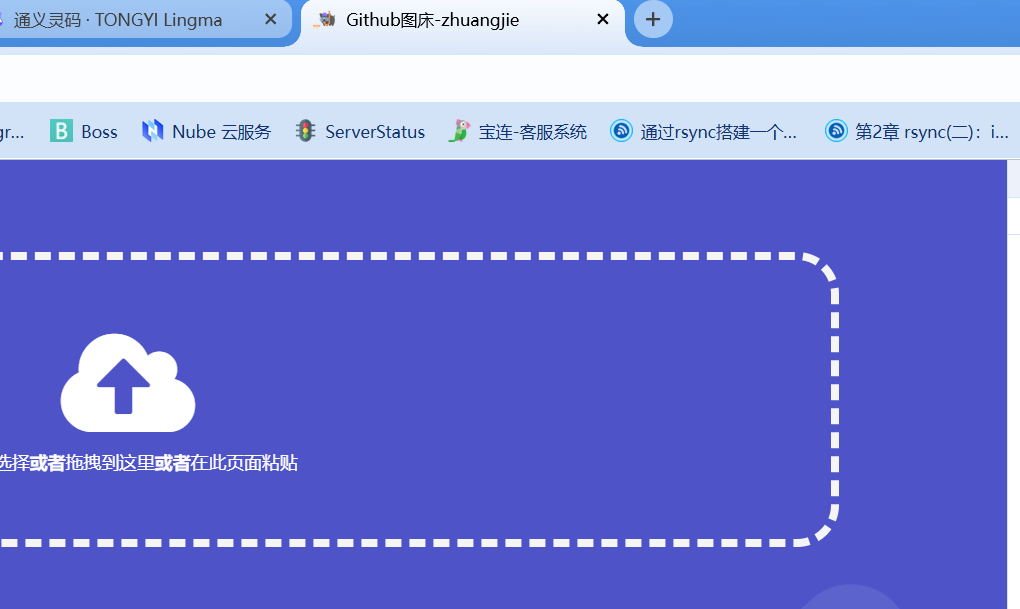 通义灵码 · TONGYI Lingma
Github图床-zhuangjie
gr... Boss Nube 云服务 ServerStatus 宝连-客服系统 通过rsync搭建一个... 第2章 rsync(二)：i...
选择或者拖拽到这里或者在此页面粘贴